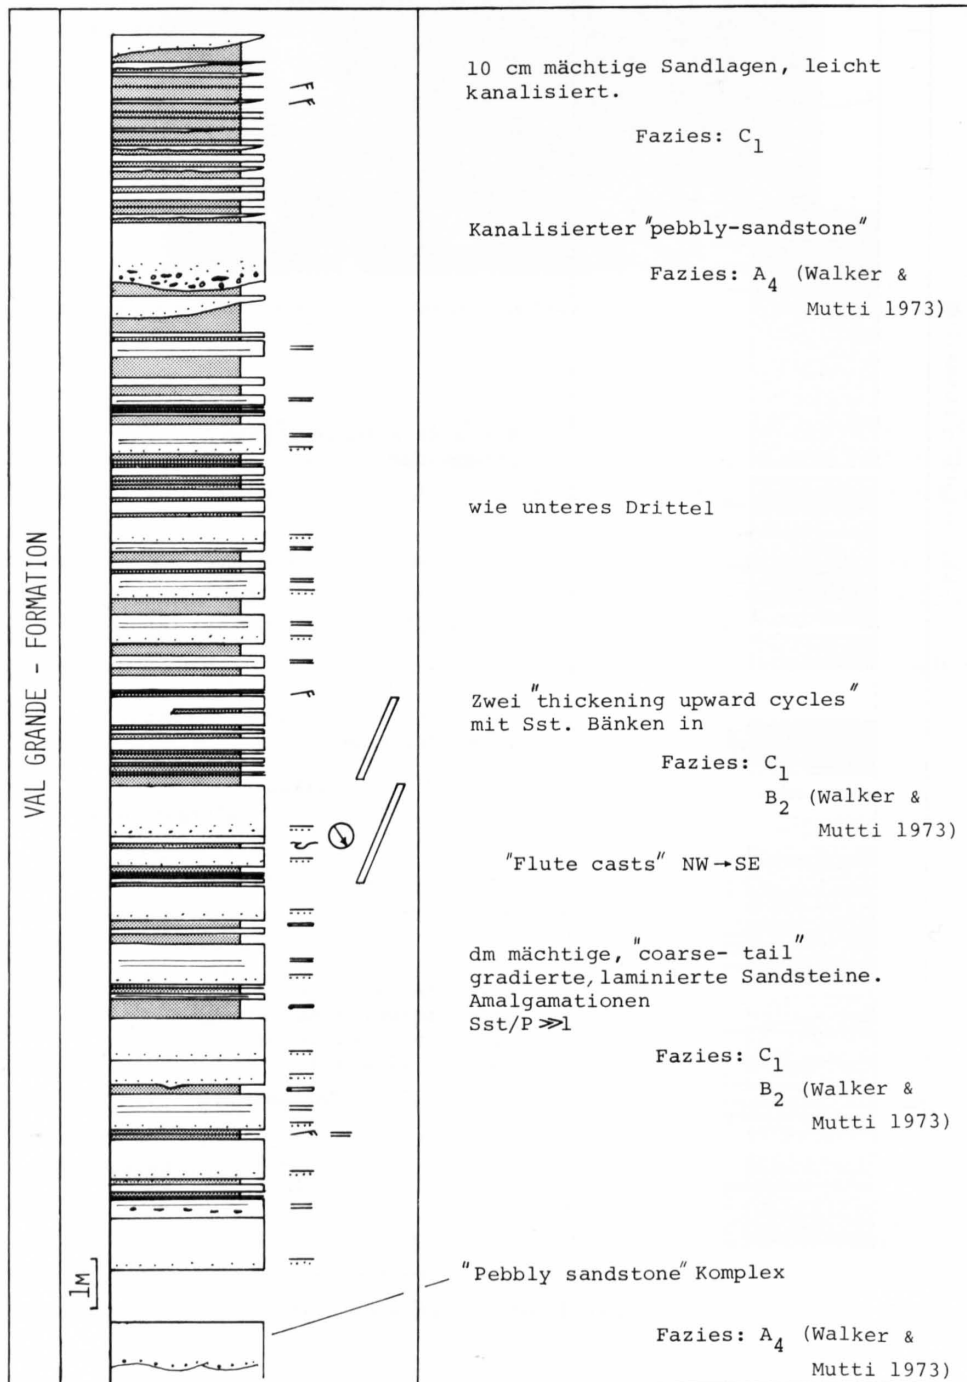 VAL GRANDE - FORMATION
1M
10 cm mächtige Sandlagen, leicht
kanalisiert.
Fazies: C1
Kanalisierter "pebbly-sandstone"
Fazies: A4 (Walker &
Mutti 1973)
wie unteres Drittel
Zwei "thickening upward cycles"
mit Sst. Bänken in
Fazies: C1
B2 (Walker &
Mutti 1973)
"Flute casts" NW→SE
dm mächtige, "coarse- tail"
gradierte, laminierte Sandsteine.
Amalgamationen
Sst/P ⋙1
Fazies: C1
B2 (Walker &
Mutti 1973)
"Pebbly sandstone" Komplex
Fazies: A4 (Walker &
Mutti 1973)